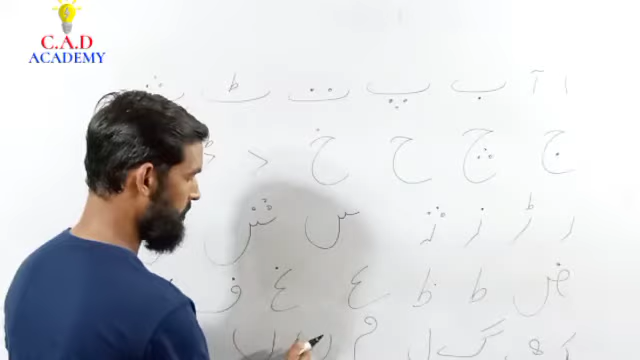 C.A.D
ACADEMY
ا آ ب پ ت ٹ ث
ج چ ح خ د
ر ڑ ز ژ س ش
ض ط ظ ع غ ف
ک گ ل م ن